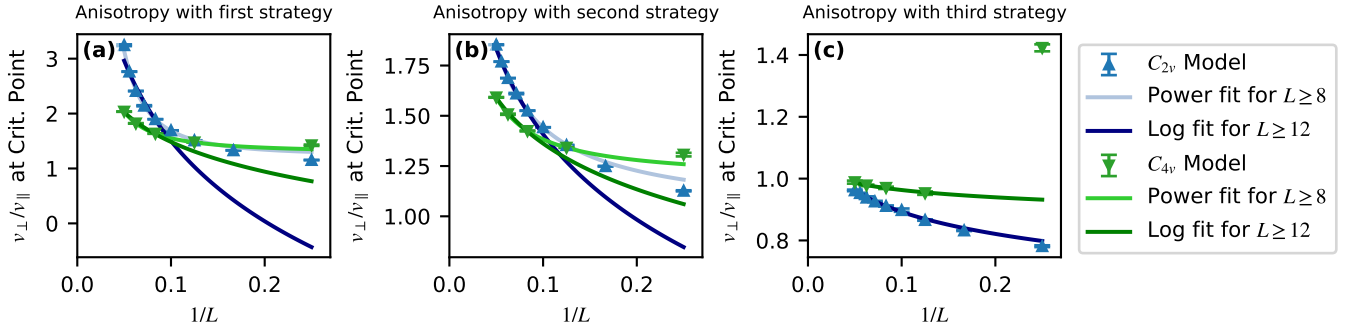 Anisotropy with first strategy
(a)
v⊥/v∥ at Crit. Point
3
2
1
0
0.0 0.1 0.2
1/L
Anisotropy with second strategy
(b)
v⊥/v∥ at Crit. Point
1.75
1.50
1.25
1.00
0.0 0.1 0.2
1/L
Anisotropy with third strategy
(c)
v⊥/v∥ at Crit. Point
1.4
1.2
1.0
0.8
0.0 0.1 0.2
1/L
C2v Model
Power fit for L ≥ 8
Log fit for L ≥ 12
C4v Model
Power fit for L ≥ 8
Log fit for L ≥ 12